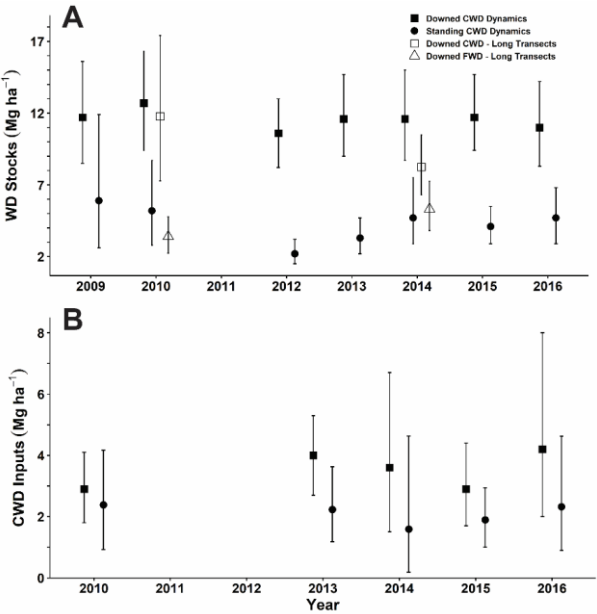 A
Downed CWD Dynamics
Standing CWD Dynamics
Downed CWD - Long Transects
Downed FWD - Long Transects
WD Stocks (Mg ha⁻¹)
17
12
7
2
2009 2010 2011 2012 2013 2014 2015 2016
B
CWD Inputs (Mg ha⁻¹)
8
6
4
2
0
2010 2011 2012 2013 2014 2015 2016
Year